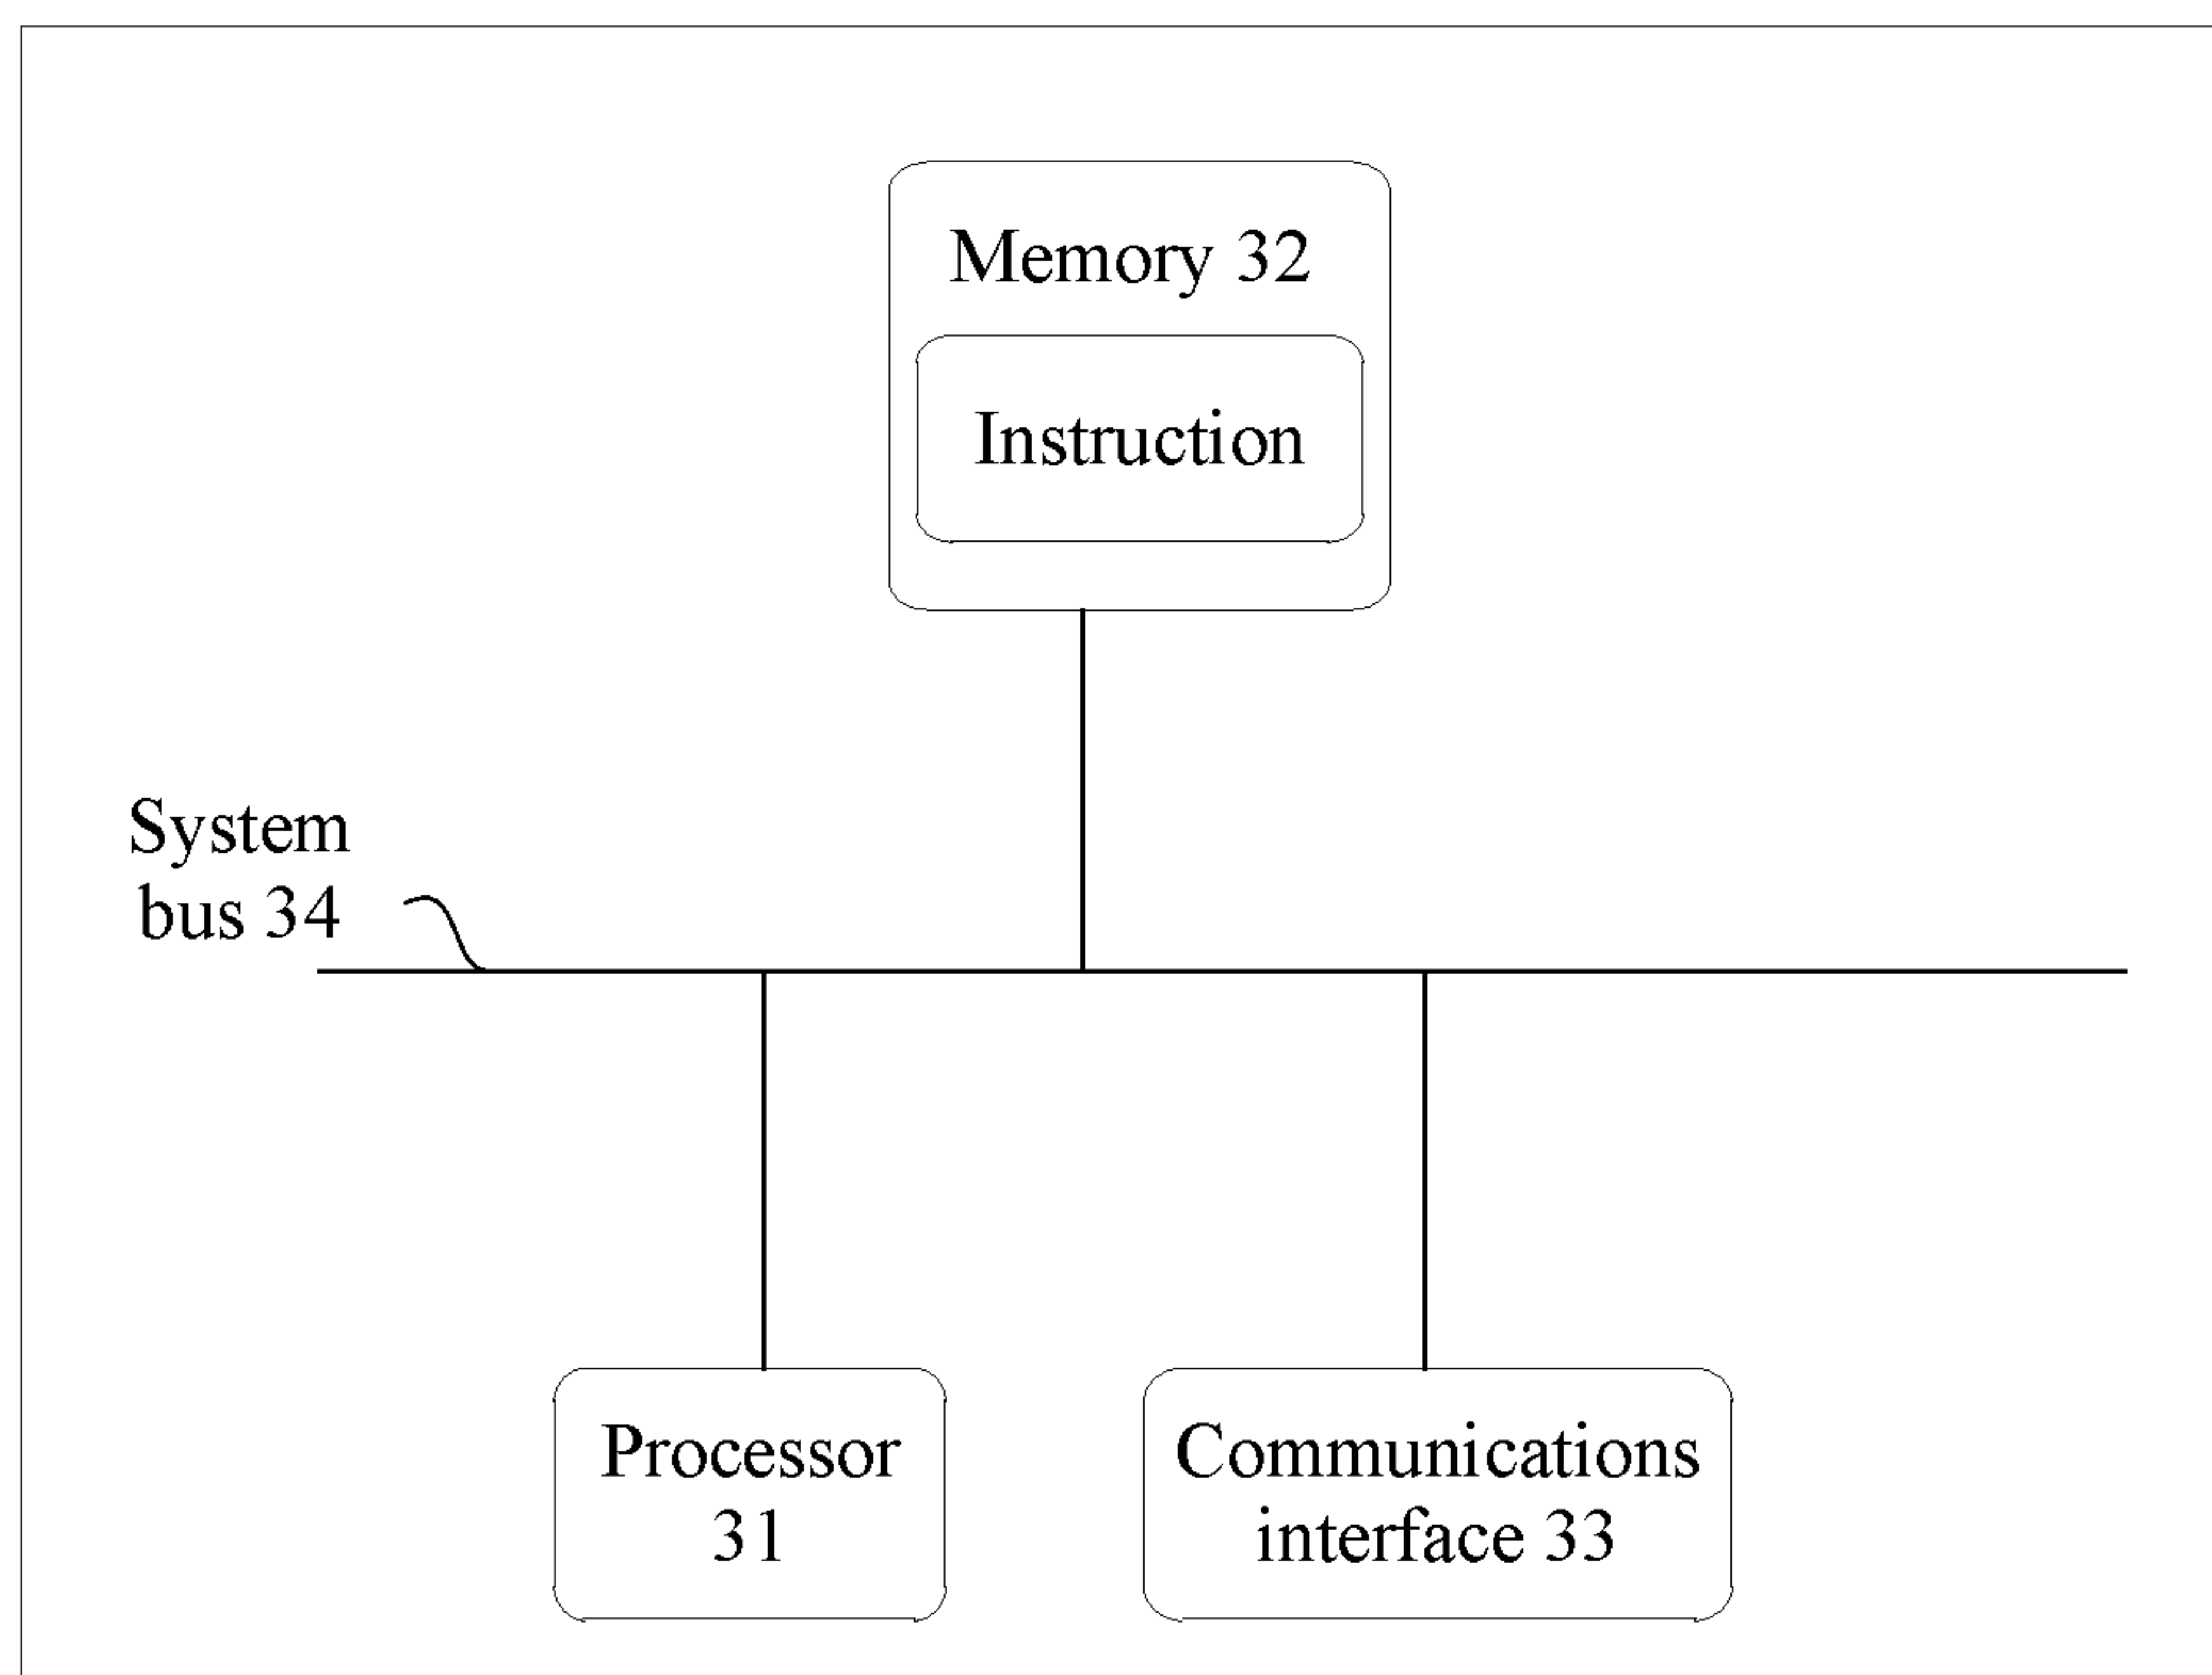 Memory 32
Instruction
System
bus 34
Processor
31
Communications
interface 33